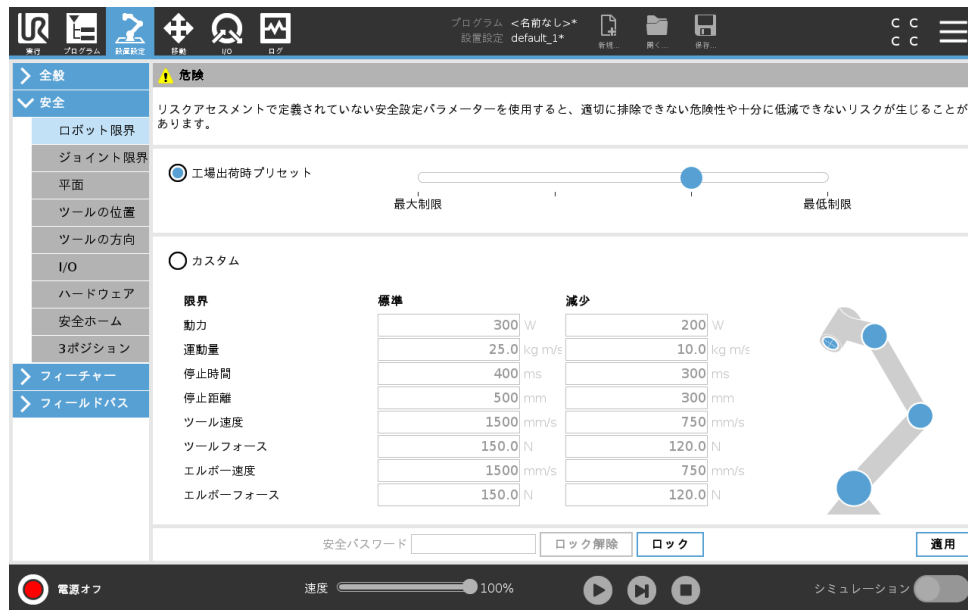 プログラム <名前なし>*
設置設定 default_1*
実行 プログラム 設置設定 移動 I/O ログ 新規... 開く... 保存...
C C
C C
全般
安全
ロボット限界
ジョイント限界
平面
ツールの位置
ツールの方向
I/O
ハードウェア
安全ホーム
3ポジション
フィーチャー
フィールドバス
危険
リスクアセスメントで定義されていない安全設定パラメーターを使用すると、適切に排除できない危険性や十分に低減できないリスクが生じることが
あります。
工場出荷時プリセット
最大制限 最低制限
カスタム
限界 標準 減少
動力 300 W 200 W
運動量 25.0 kg m/s 10.0 kg m/s
停止時間 400 ms 300 ms
停止距離 500 mm 300 mm
ツール速度 1500 mm/s 750 mm/s
ツールフォース 150.0 N 120.0 N
エルボー速度 1500 mm/s 750 mm/s
エルボーフォース 150.0 N 120.0 N
安全パスワード ロック解除 ロック 適用
電源オフ 速度 100% シミュレーション